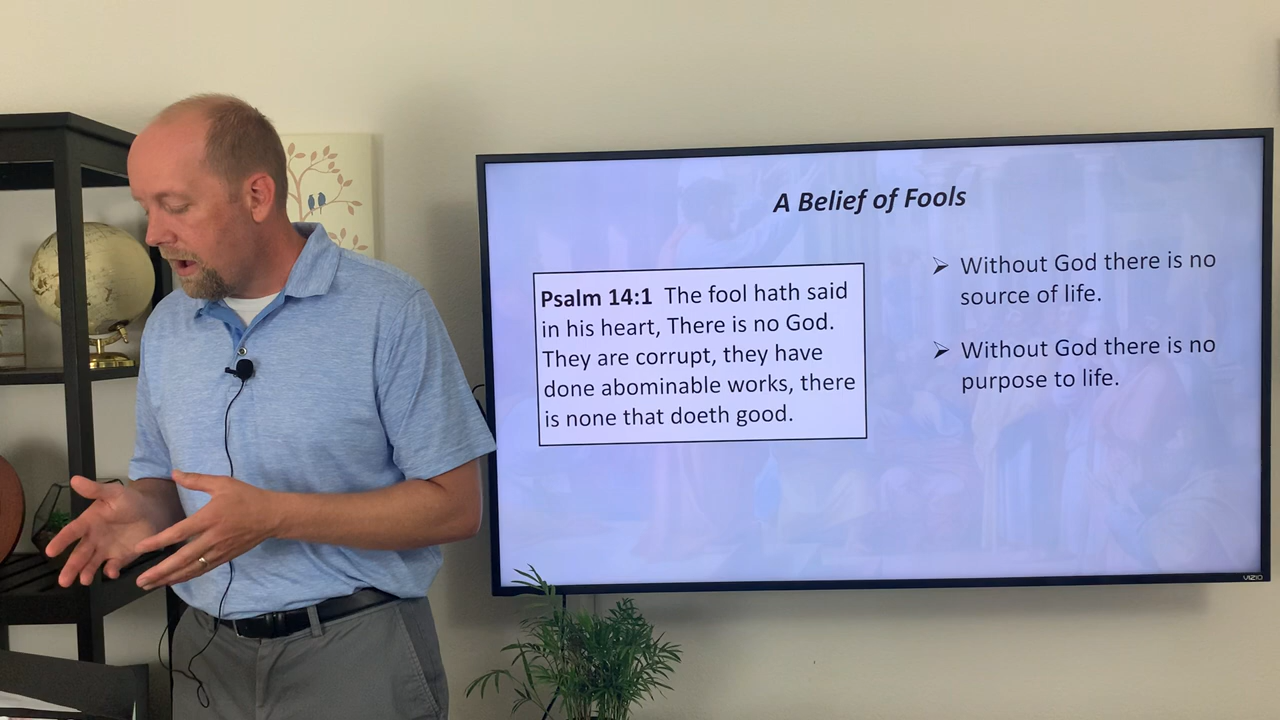 A Belief of Fools
Psalm 14:1 The fool hath said
in his heart, There is no God.
They are corrupt, they have
done abominable works, there
is none that doeth good.
➢ Without God there is no
source of life.
➢ Without God there is no
purpose to life.
VIZIO